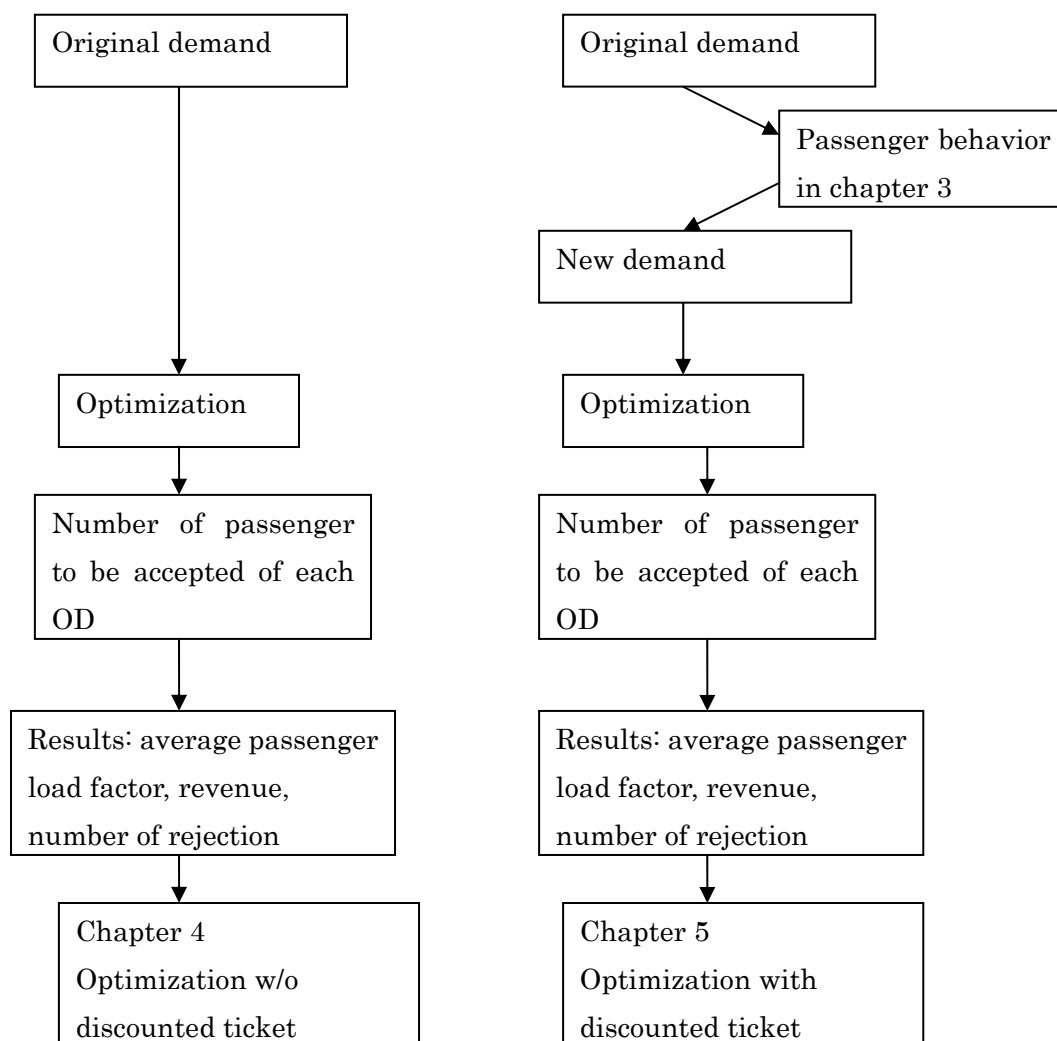 Original demand
Optimization
Number of passenger
to be accepted of each
OD
Results: average passenger
load factor, revenue,
number of rejection
Chapter 4
Optimization w/o
discounted ticket
Original demand
Passenger behavior
in chapter 3
New demand
Optimization
Number of passenger
to be accepted of each
OD
Results: average passenger
load factor, revenue,
number of rejection
Chapter 5
Optimization with
discounted ticket